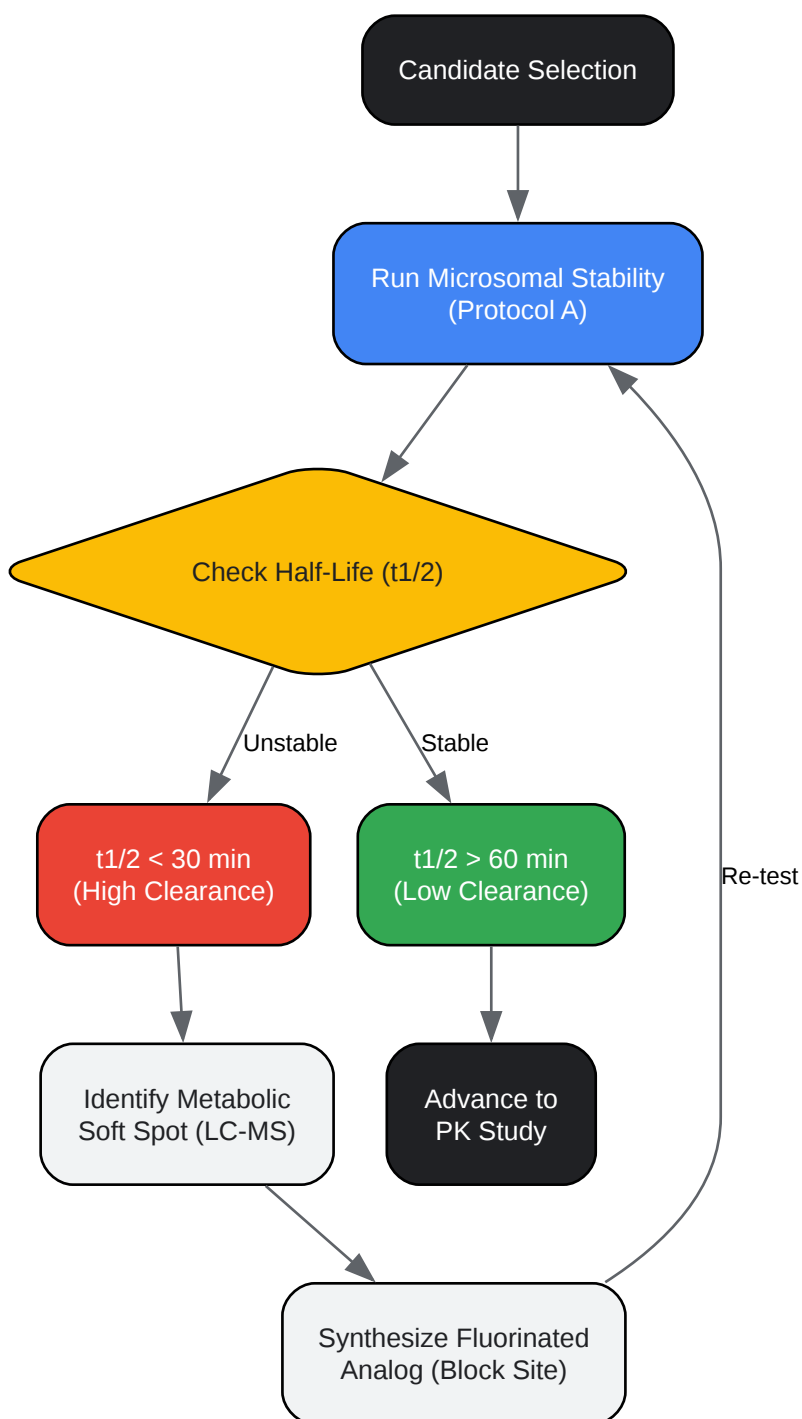 Candidate Selection
Run Microsomal Stability
(Protocol A)
Check Half-Life (t1/2)
Unstable
Stable
t1/2 < 30 min
(High Clearance)
t1/2 > 60 min
(Low Clearance)
Re-test
Identify Metabolic
Soft Spot (LC-MS)
Advance to
PK Study
Synthesize Fluorinated
Analog (Block Site)